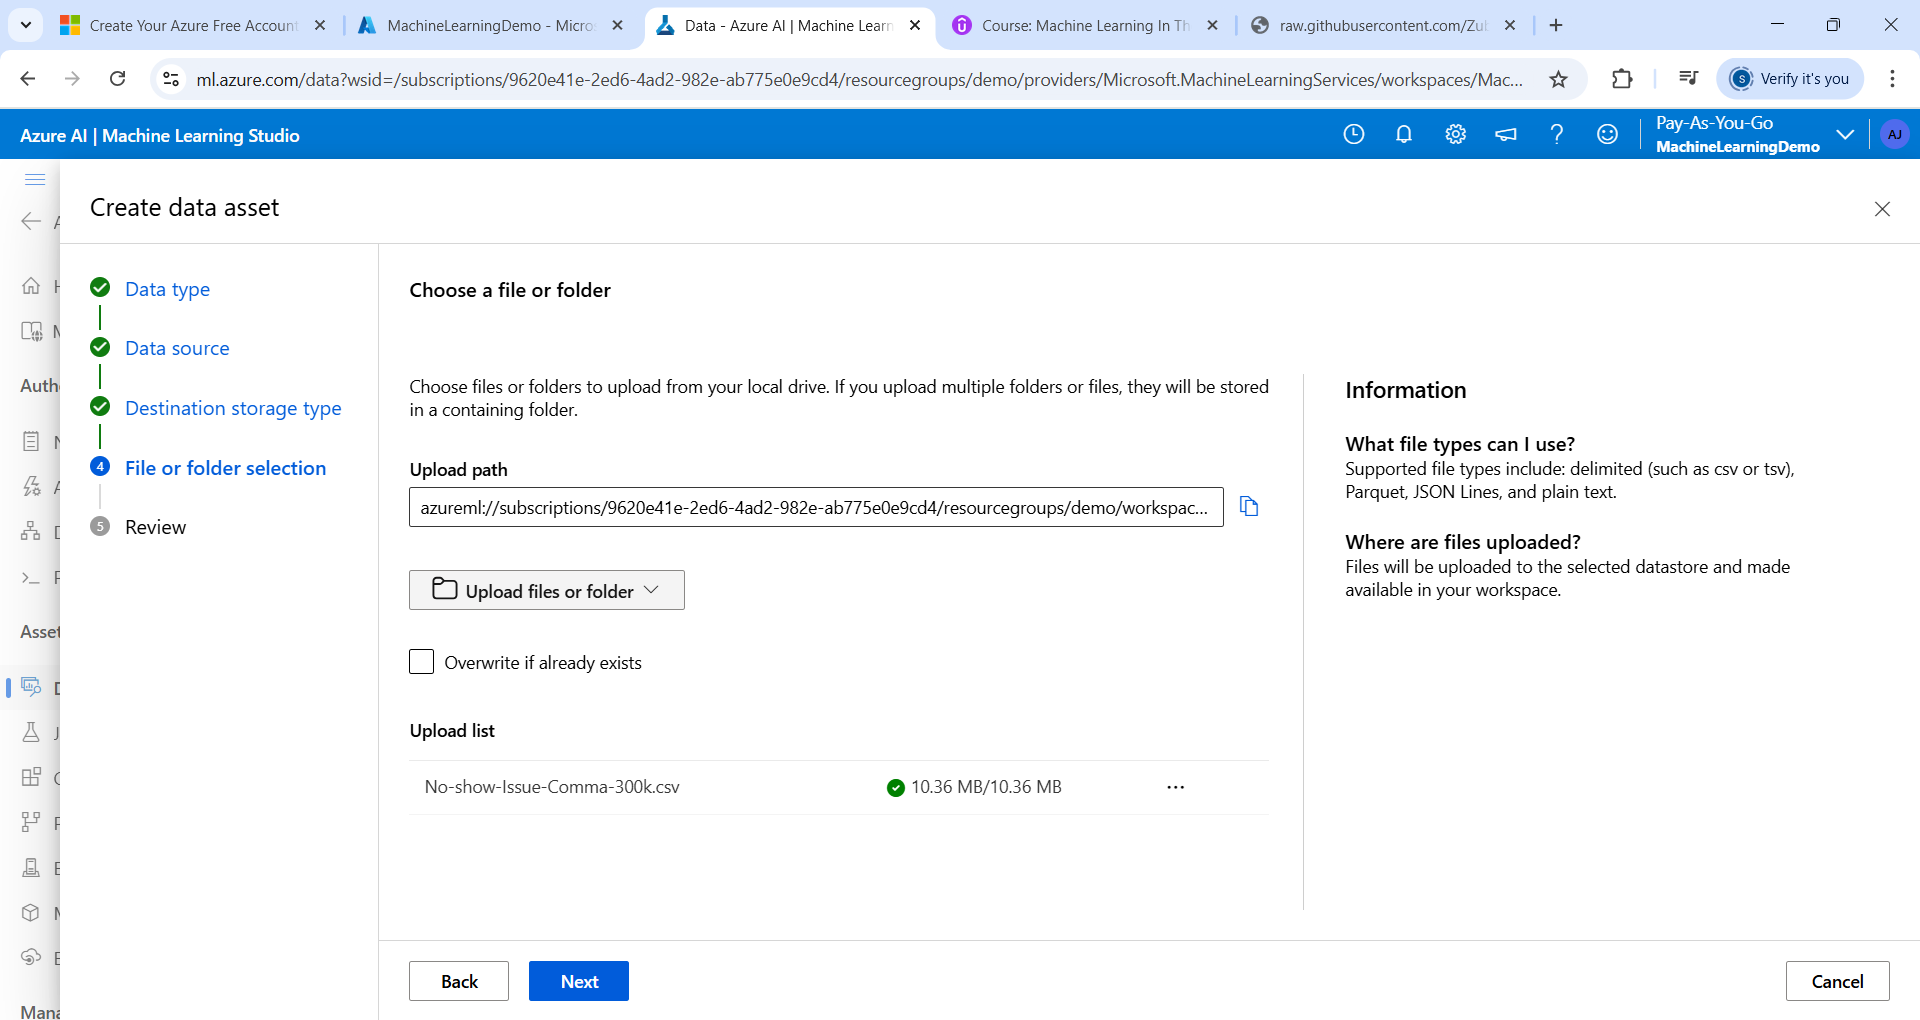 Create Your Azure Free Account
MachineLearningDemo - Micros
Data - Azure AI | Machine Learn
Course: Machine Learning In Th
raw.githubusercontent.com/Zub
ml.azure.com/data?wsid=/subscriptions/9620e41e-2ed6-4ad2-982e-ab775e0e9cd4/resourcegroups/demo/providers/Microsoft.MachineLearningServices/workspaces/Mac...
S
Verify it's you
Azure AI | Machine Learning Studio
Pay-As-You-Go
MachineLearningDemo
AJ
Create data asset
Auth
Asset
Mana
Data type
Data source
Destination storage type
4 File or folder selection
5 Review
Choose a file or folder
Choose files or folders to upload from your local drive. If you upload multiple folders or files, they will be stored
in a containing folder.
Upload path
azureml://subscriptions/9620e41e-2ed6-4ad2-982e-ab775e0e9cd4/resourcegroups/demo/workspac...
Upload files or folder
Overwrite if already exists
Upload list
No-show-Issue-Comma-300k.csv
10.36 MB/10.36 MB
Information
What file types can I use?
Supported file types include: delimited (such as csv or tsv),
Parquet, JSON Lines, and plain text.
Where are files uploaded?
Files will be uploaded to the selected datastore and made
available in your workspace.
Back
Next
Cancel